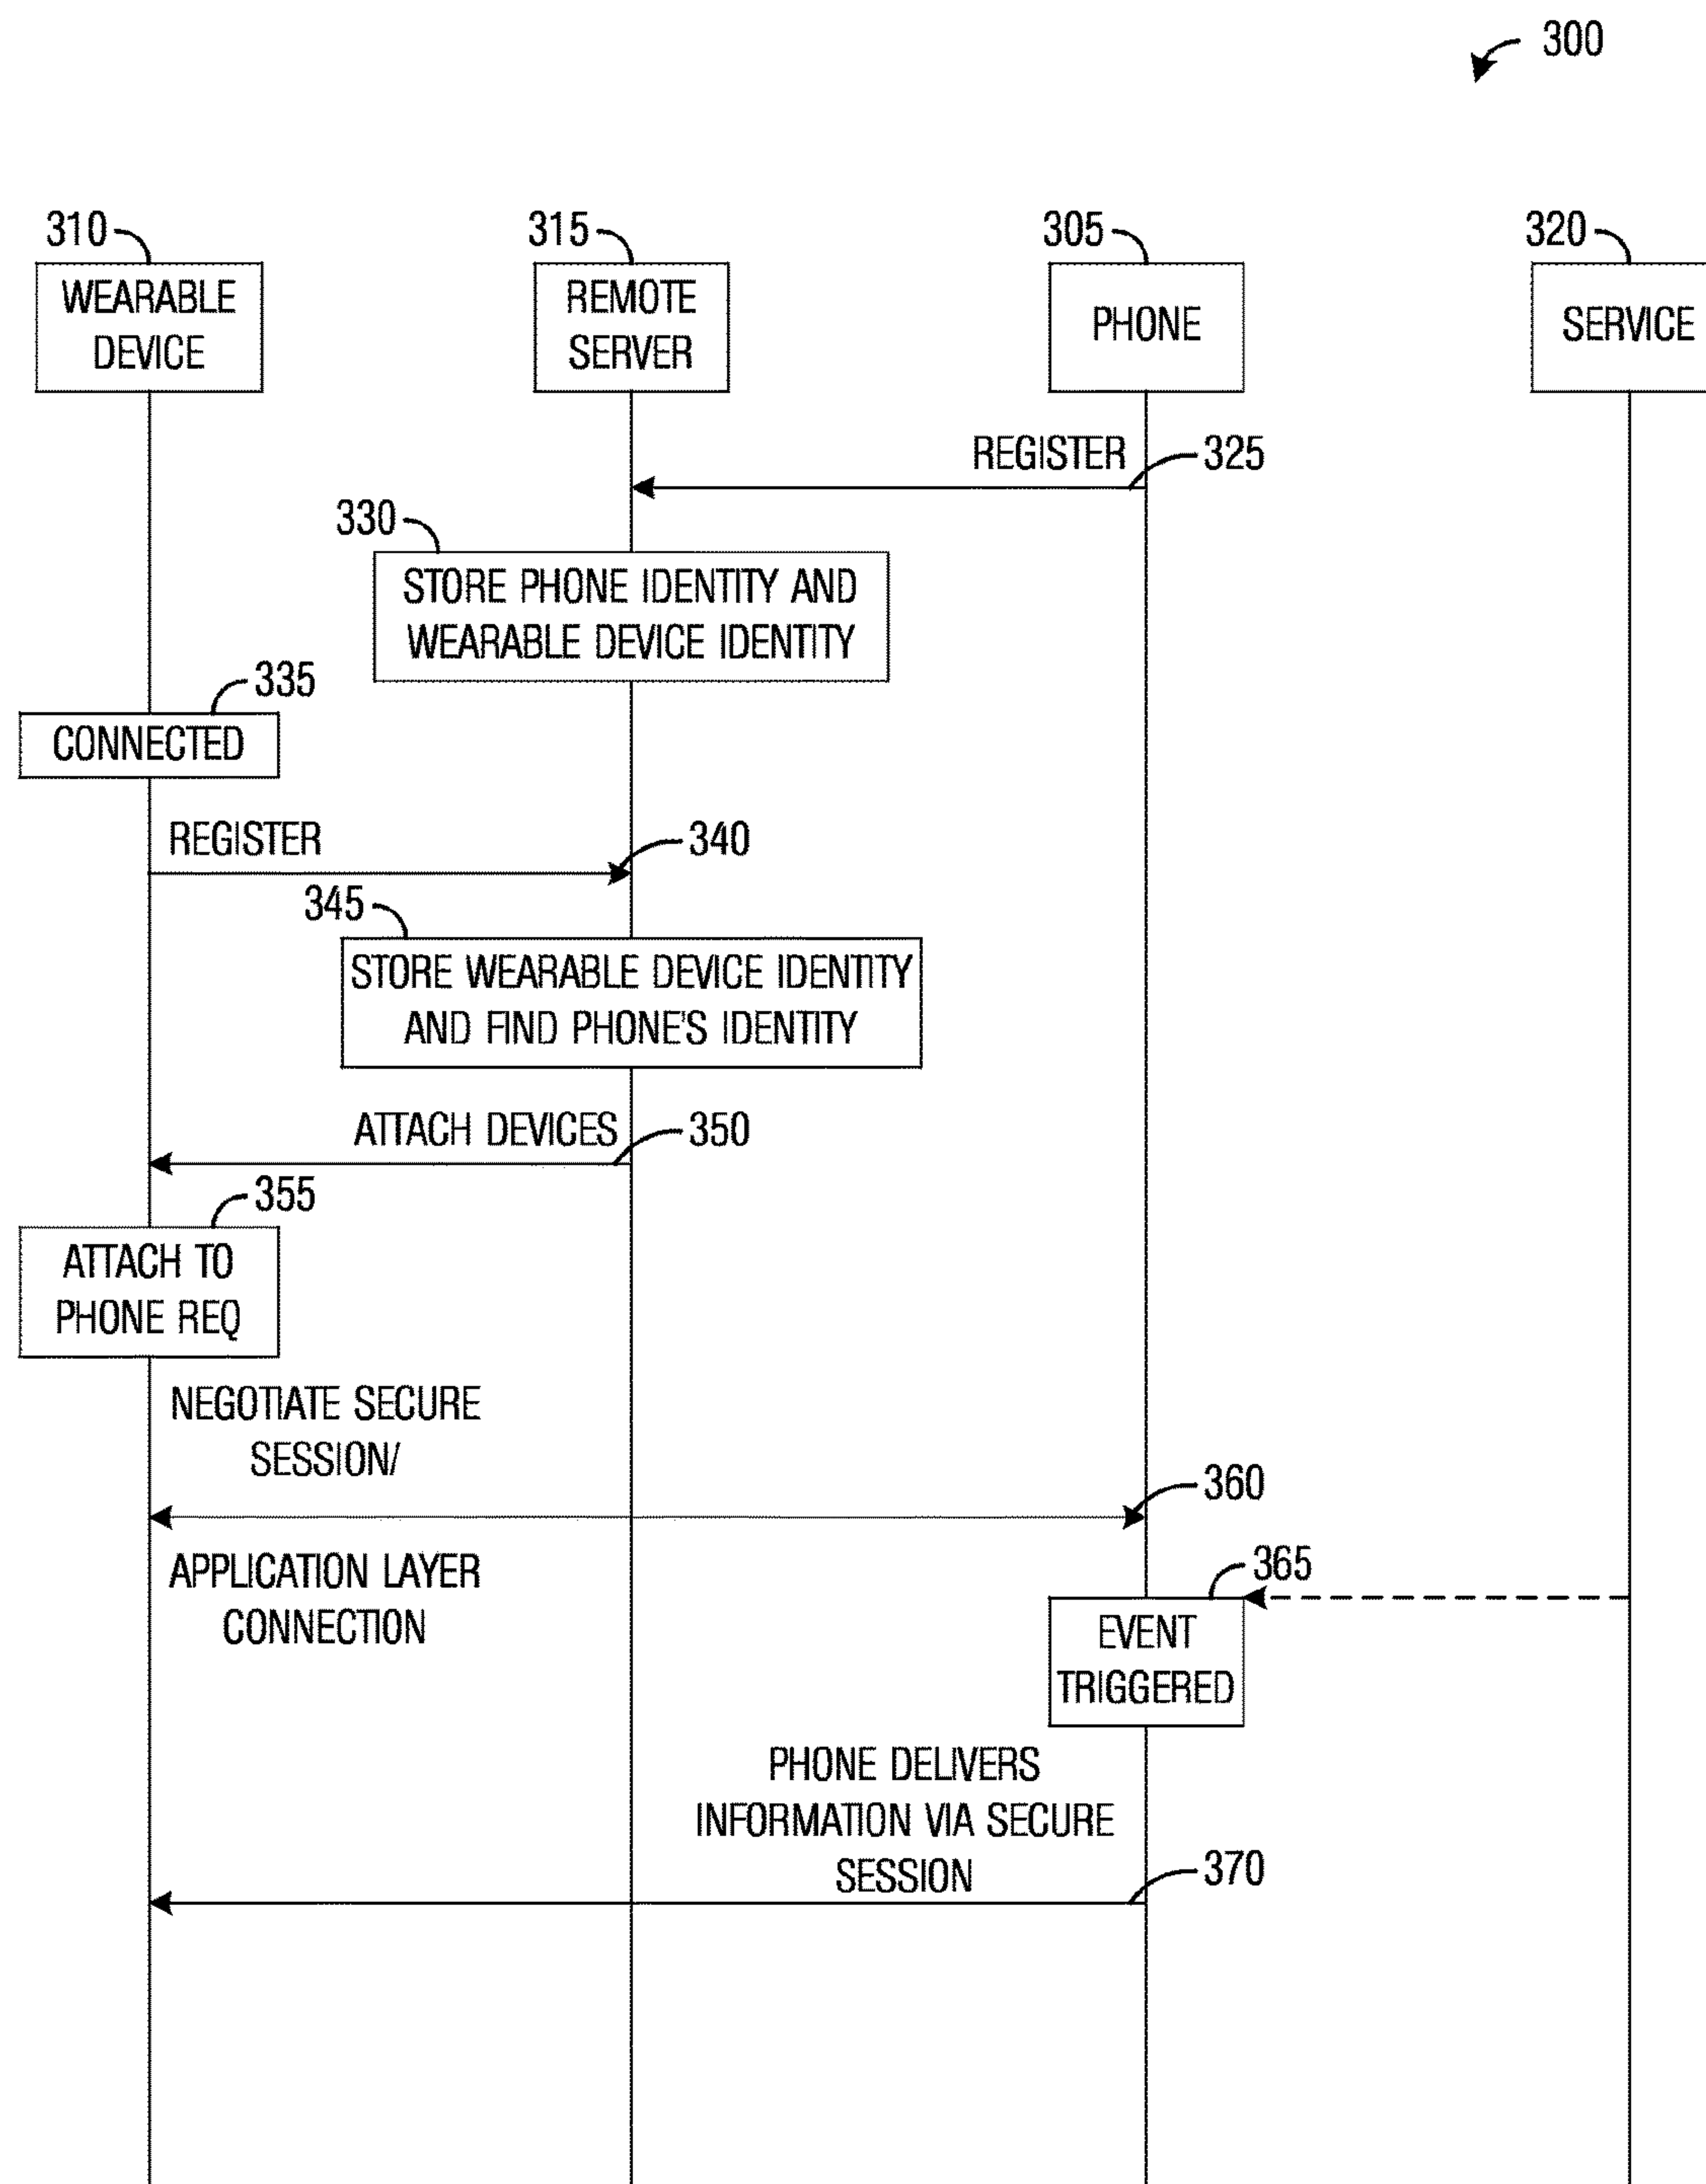 300
310
315
305
320
WEARABLE
DEVICE
REMOTE
SERVER
PHONE
SERVICE
REGISTER
325
330
STORE PHONE IDENTITY AND
WEARABLE DEVICE IDENTITY
335
CONNECTED
REGISTER
340
345
STORE WEARABLE DEVICE IDENTITY
AND FIND PHONE'S IDENTITY
ATTACH DEVICES
350
355
ATTACH TO
PHONE REQ
NEGOTIATE SECURE
SESSION/
360
APPLICATION LAYER
CONNECTION
365
EVENT
TRIGGERED
PHONE DELIVERS
INFORMATION VIA SECURE
SESSION
370